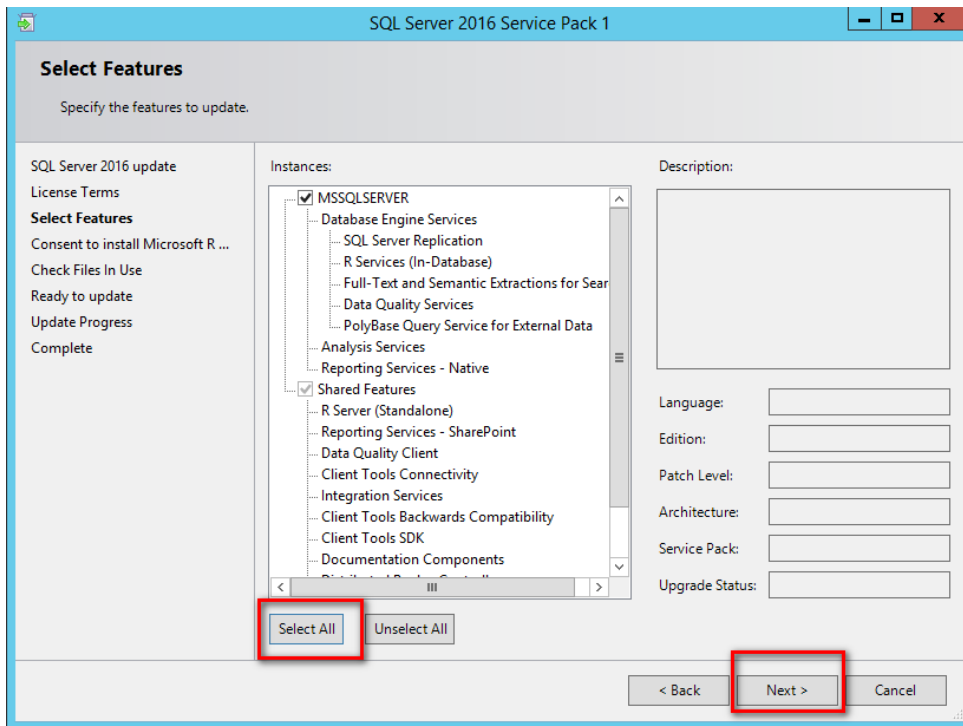 SQL Server 2016 Service Pack 1
Select Features
Specify the features to update.
SQL Server 2016 update
License Terms
Select Features
Consent to install Microsoft R ...
Check Files In Use
Ready to update
Update Progress
Complete
Instances:
MSSQLSERVER
Database Engine Services
SQL Server Replication
R Services (In-Database)
Full-Text and Semantic Extractions for Sear
Data Quality Services
PolyBase Query Service for External Data
Analysis Services
Reporting Services - Native
Shared Features
R Server (Standalone)
Reporting Services - SharePoint
Data Quality Client
Client Tools Connectivity
Integration Services
Client Tools Backwards Compatibility
Client Tools SDK
Documentation Components
Select All
Unselect All
Description:
Language:
Edition:
Patch Level:
Architecture:
Service Pack:
Upgrade Status:
< Back
Next >
Cancel